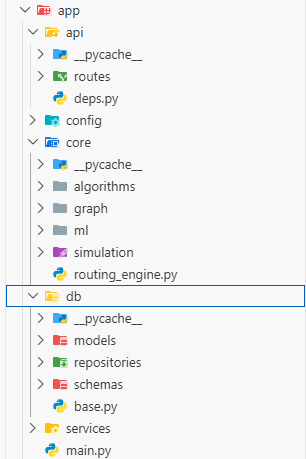 app
api
__pycache__
routes
deps.py
config
core
__pycache__
algorithms
graph
ml
simulation
routing_engine.py
db
__pycache__
models
repositories
schemas
base.py
services
main.py